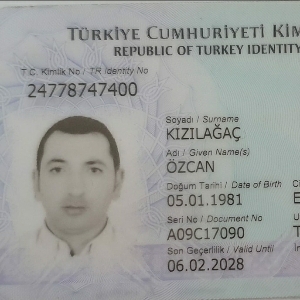 TÜRKİYE CUMHURİYETİ KİM
REPUBLIC OF TURKEY IDENTITY
T.C. Kimlik No / TR Identity No
24778747400
Soyadı / Surname
KIZILAĞAÇ
Adı / Given Name(s)
ÖZCAN
Doğum Tarihi / Date of Birth
05.01.1981
Seri No / Document No
A09C17090
Son Geçerlilik / Valid Until
06.02.2028